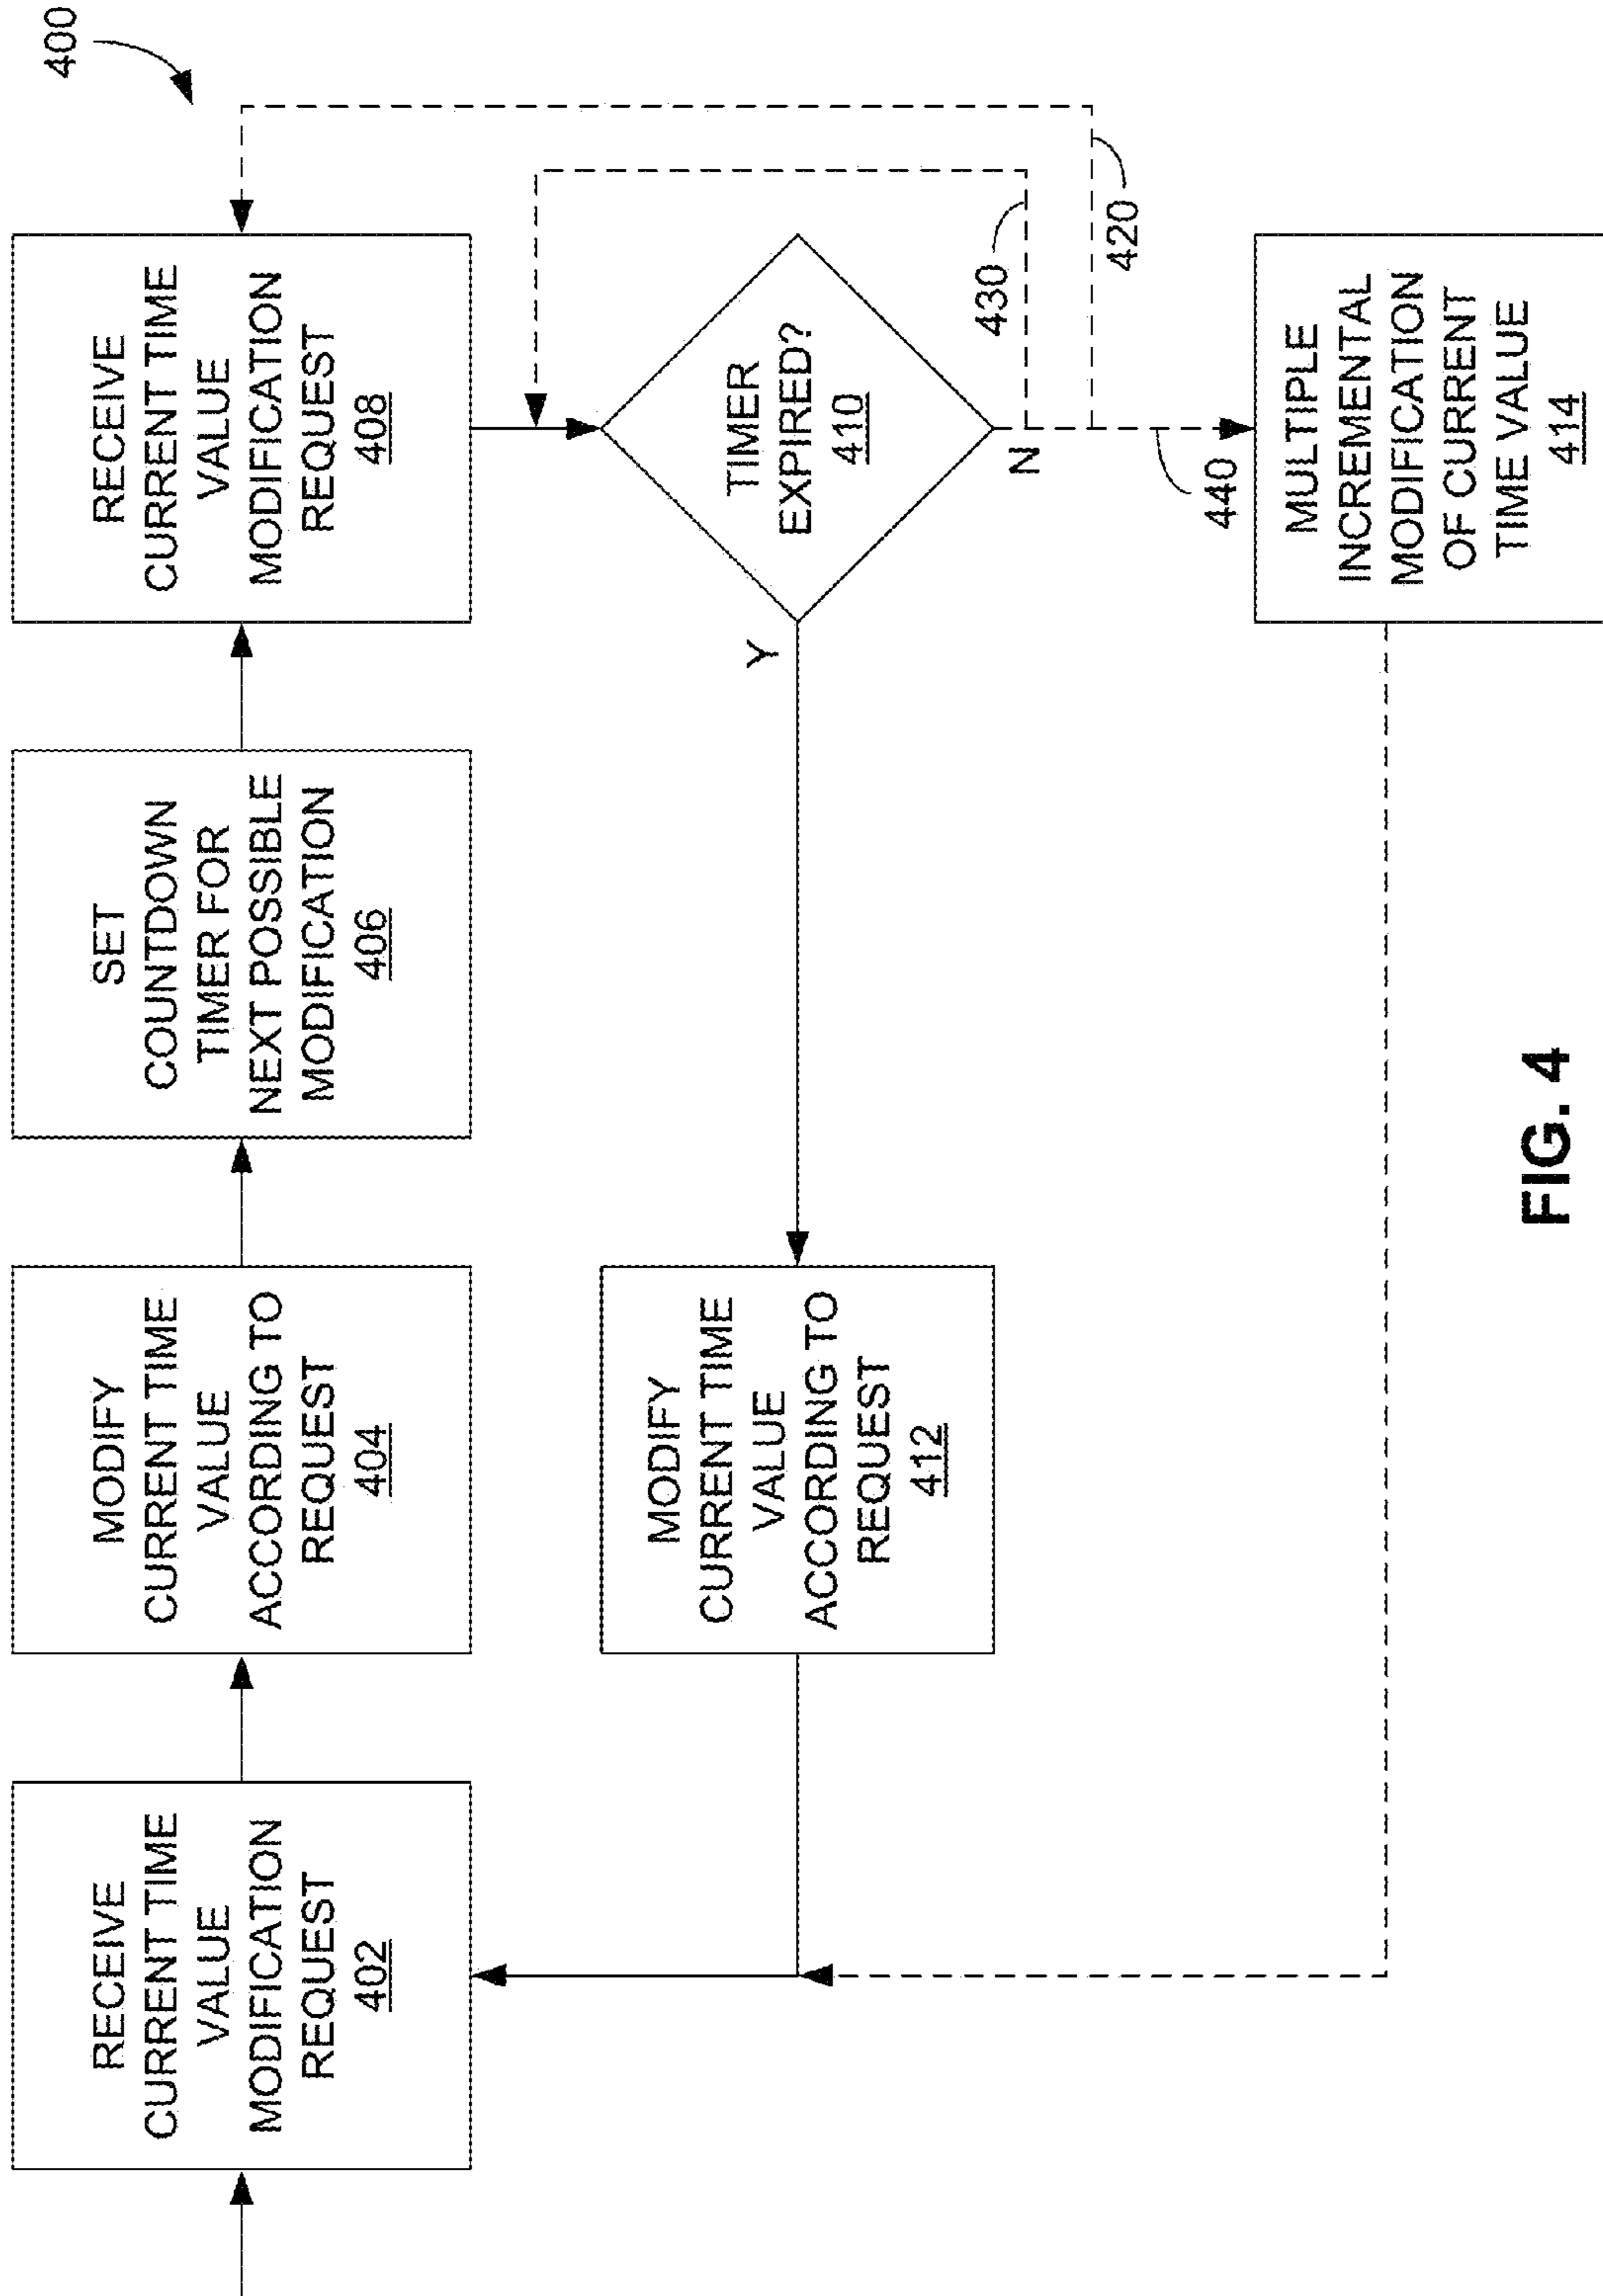 400
RECEIVE
CURRENT TIME
VALUE
MODIFICATION
REQUEST
402
MODIFY
CURRENT TIME
VALUE
ACCORDING TO
REQUEST
404
SET
COUNTDOWN
TIMER FOR
NEXT POSSIBLE
MODIFICATION
406
RECEIVE
CURRENT TIME
VALUE
MODIFICATION
REQUEST
408
TIMER
EXPIRED?
410
Y
N
430
420
440
MODIFY
CURRENT TIME
VALUE
ACCORDING TO
REQUEST
412
MULTIPLE
INCREMENTAL
MODIFICATION
OF CURRENT
TIME VALUE
414
FIG. 4